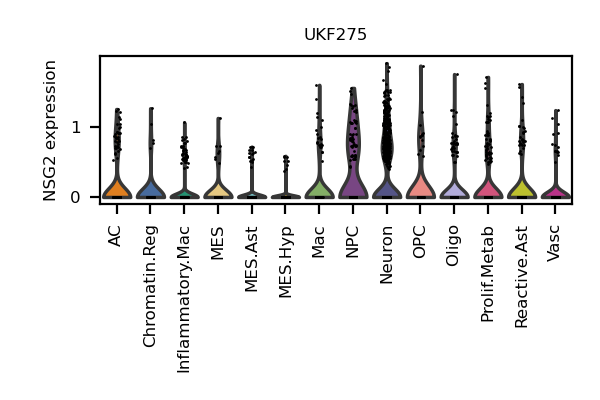 UKF275
NSG2 expression
1
0
AC
Chromatin.Reg
Inflammatory.Mac
MES
MES.Ast
MES.Hyp
Mac
NPC
Neuron
OPC
Oligo
Prolif.Metab
Reactive.Ast
Vasc